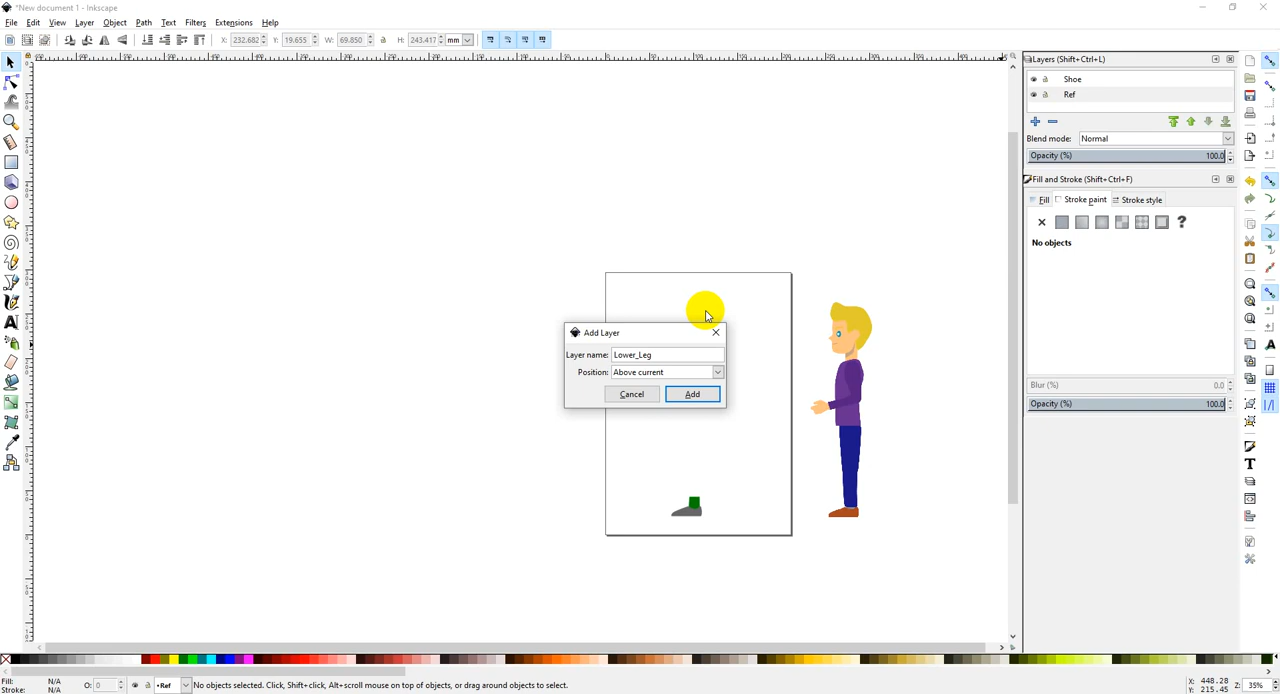 *New document 1 - Inkscape
File Edit View Layer Object Path Text Filters Extensions Help
X: 232.682 Y: 19.655 W: 69.850 H: 243.417 mm
Layers (Shift+Ctrl+L)
Shoe
Ref
Blend mode: Normal
Opacity (%) 100.0
Fill and Stroke (Shift+Ctrl+F)
Fill Stroke paint Stroke style
?
No objects
Add Layer
Layer name: Lower_Leg
Position: Above current
Cancel Add
Blur (%) 0.0
Opacity (%) 100.0
Fill: N/A
Stroke: N/A
O: 0
•Ref
No objects selected. Click, Shift+click, Alt+scroll mouse on top of objects, or drag around objects to select.
X: 448.28
Y: 215.45
Z: 35%